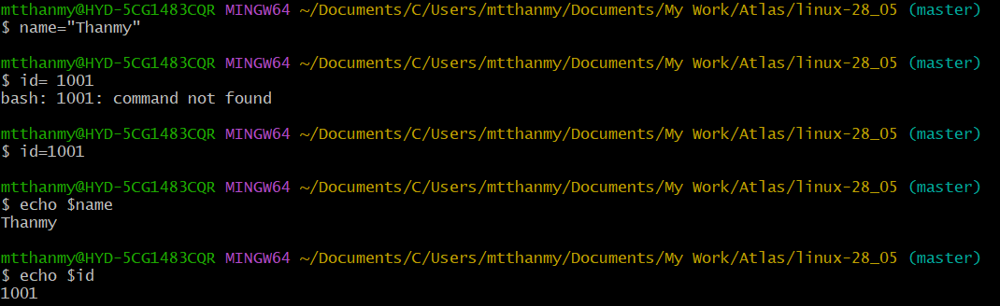 mtthanmy@HYD-5CG1483CQR MINGW64 ~/Documents/C/Users/mtthanmy/Documents/My Work/Atlas/linux-28_05 (master)
$ name="Thanmy"
mtthanmy@HYD-5CG1483CQR MINGW64 ~/Documents/C/Users/mtthanmy/Documents/My Work/Atlas/linux-28_05 (master)
$ id= 1001
bash: 1001: command not found
mtthanmy@HYD-5CG1483CQR MINGW64 ~/Documents/C/Users/mtthanmy/Documents/My Work/Atlas/linux-28_05 (master)
$ id=1001
mtthanmy@HYD-5CG1483CQR MINGW64 ~/Documents/C/Users/mtthanmy/Documents/My Work/Atlas/linux-28_05 (master)
$ echo $name
Thanmy
mtthanmy@HYD-5CG1483CQR MINGW64 ~/Documents/C/Users/mtthanmy/Documents/My Work/Atlas/linux-28_05 (master)
$ echo $id
1001